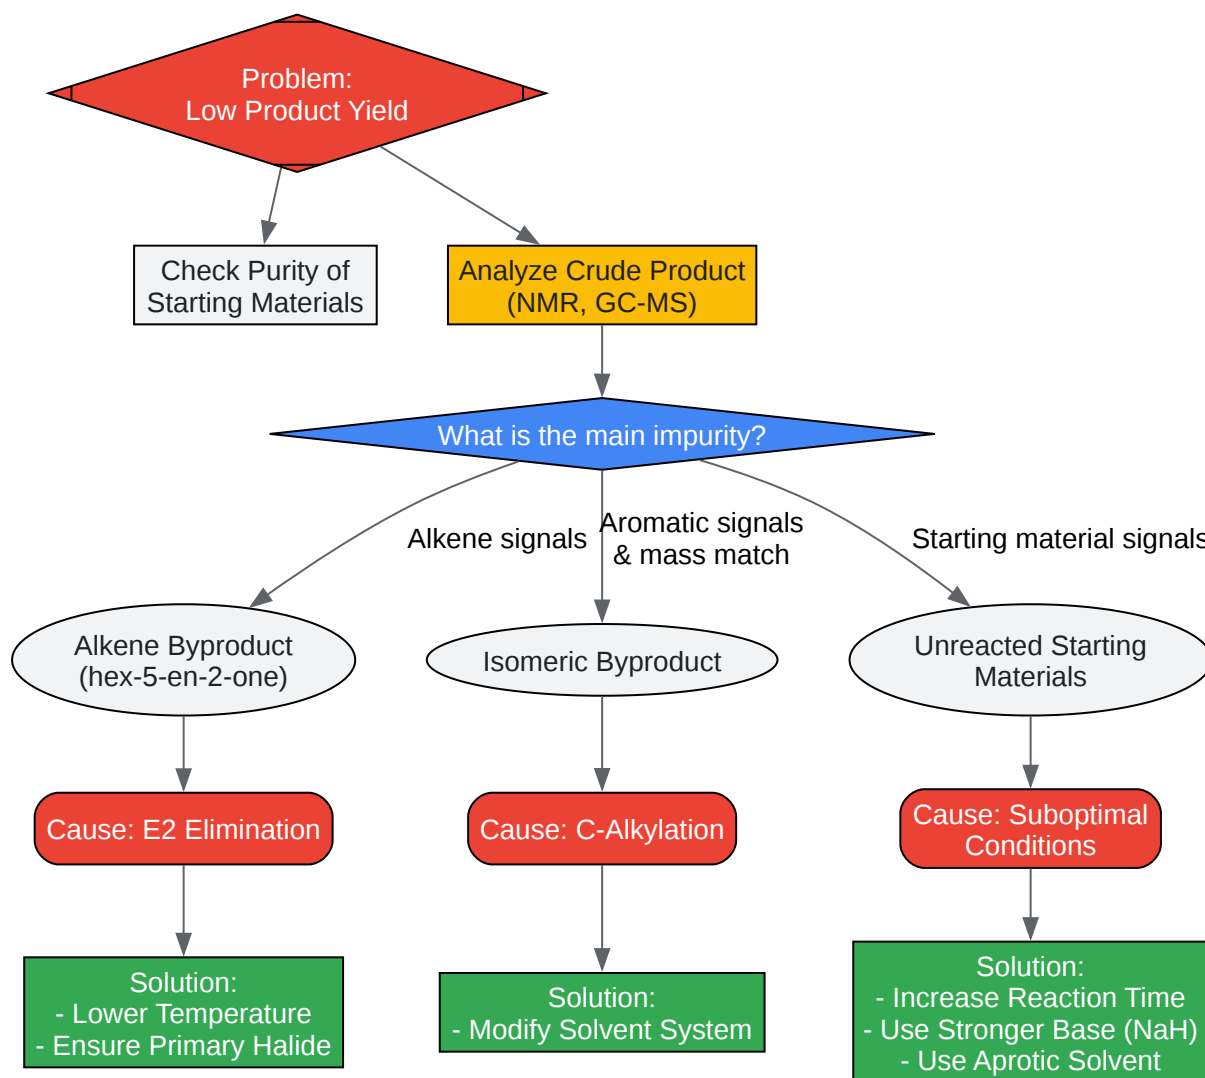 Problem:
Low Product Yield
Check Purity of
Starting Materials
Analyze Crude Product
(NMR, GC-MS)
What is the main impurity?
Alkene signals
Aromatic signals
& mass match
Starting material signals
Alkene Byproduct
(hex-5-en-2-one)
Isomeric Byproduct
Unreacted Starting
Materials
Cause: E2 Elimination
Cause: C-Alkylation
Cause: Suboptimal
Conditions
Solution:
- Lower Temperature
- Ensure Primary Halide
Solution:
- Modify Solvent System
Solution:
- Increase Reaction Time
- Use Stronger Base (NaH)
- Use Aprotic Solvent